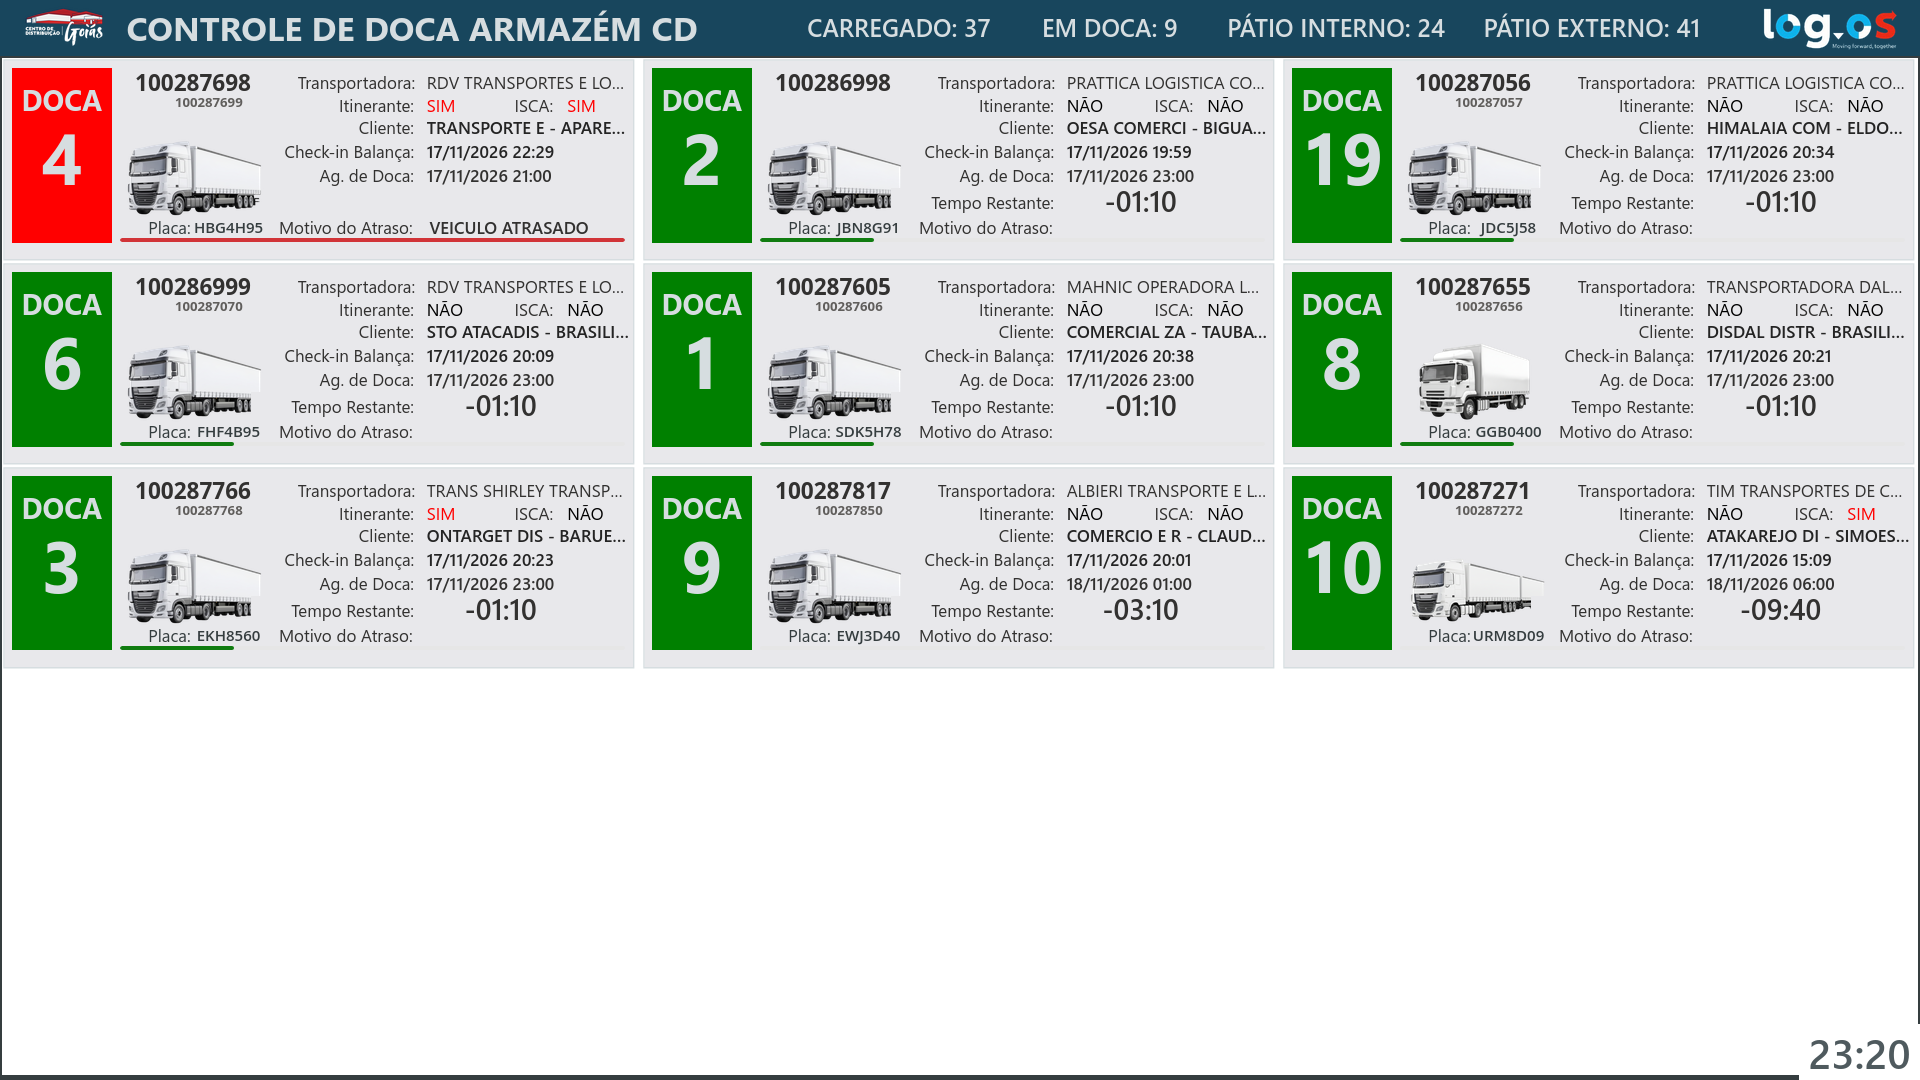 CENTRO DE DISTRIBUIÇÃO Goiás
CONTROLE DE DOCA ARMAZÉM CD
CARREGADO: 37
EM DOCA: 9
PÁTIO INTERNO: 24
PÁTIO EXTERNO: 41
log.os
Moving forward, together
DOCA
4
100287698
100287699
Transportadora: RDV TRANSPORTES E LO...
Itinerante: SIM ISCA: SIM
Cliente: TRANSPORTE E - APARE...
Check-in Balança: 17/11/2026 22:29
Ag. de Doca: 17/11/2026 21:00
Placa: HBG4H95 Motivo do Atraso: VEICULO ATRASADO
DOCA
2
100286998
Transportadora: PRATTICA LOGISTICA CO...
Itinerante: NÃO ISCA: NÃO
Cliente: OESA COMERCI - BIGUA...
Check-in Balança: 17/11/2026 19:59
Ag. de Doca: 17/11/2026 23:00
Tempo Restante: -01:10
Placa: JBN8G91 Motivo do Atraso:
DOCA
19
100287056
100287057
Transportadora: PRATTICA LOGISTICA CO...
Itinerante: NÃO ISCA: NÃO
Cliente: HIMALAIA COM - ELDO...
Check-in Balança: 17/11/2026 20:34
Ag. de Doca: 17/11/2026 23:00
Tempo Restante: -01:10
Placa: JDC5J58 Motivo do Atraso:
DOCA
6
100286999
100287070
Transportadora: RDV TRANSPORTES E LO...
Itinerante: NÃO ISCA: NÃO
Cliente: STO ATACADIS - BRASILI...
Check-in Balança: 17/11/2026 20:09
Ag. de Doca: 17/11/2026 23:00
Tempo Restante: -01:10
Placa: FHF4B95 Motivo do Atraso:
DOCA
1
100287605
100287606
Transportadora: MAHNIC OPERADORA L...
Itinerante: NÃO ISCA: NÃO
Cliente: COMERCIAL ZA - TAUBA...
Check-in Balança: 17/11/2026 20:38
Ag. de Doca: 17/11/2026 23:00
Tempo Restante: -01:10
Placa: SDK5H78 Motivo do Atraso:
DOCA
8
100287655
100287656
Transportadora: TRANSPORTADORA DAL...
Itinerante: NÃO ISCA: NÃO
Cliente: DISDAL DISTR - BRASILI...
Check-in Balança: 17/11/2026 20:21
Ag. de Doca: 17/11/2026 23:00
Tempo Restante: -01:10
Placa: GGB0400 Motivo do Atraso:
DOCA
3
100287766
100287768
Transportadora: TRANS SHIRLEY TRANSP...
Itinerante: SIM ISCA: NÃO
Cliente: ONTARGET DIS - BARUE...
Check-in Balança: 17/11/2026 20:23
Ag. de Doca: 17/11/2026 23:00
Tempo Restante: -01:10
Placa: EKH8560 Motivo do Atraso:
DOCA
9
100287817
100287850
Transportadora: ALBIERI TRANSPORTE E L...
Itinerante: NÃO ISCA: NÃO
Cliente: COMERCIO E R - CLAUD...
Check-in Balança: 17/11/2026 20:01
Ag. de Doca: 18/11/2026 01:00
Tempo Restante: -03:10
Placa: EWJ3D40 Motivo do Atraso:
DOCA
10
100287271
100287272
Transportadora: TIM TRANSPORTES DE C...
Itinerante: NÃO ISCA: SIM
Cliente: ATAKAREJO DI - SIMOES...
Check-in Balança: 17/11/2026 15:09
Ag. de Doca: 18/11/2026 06:00
Tempo Restante: -09:40
Placa: URM8D09 Motivo do Atraso:
23:20